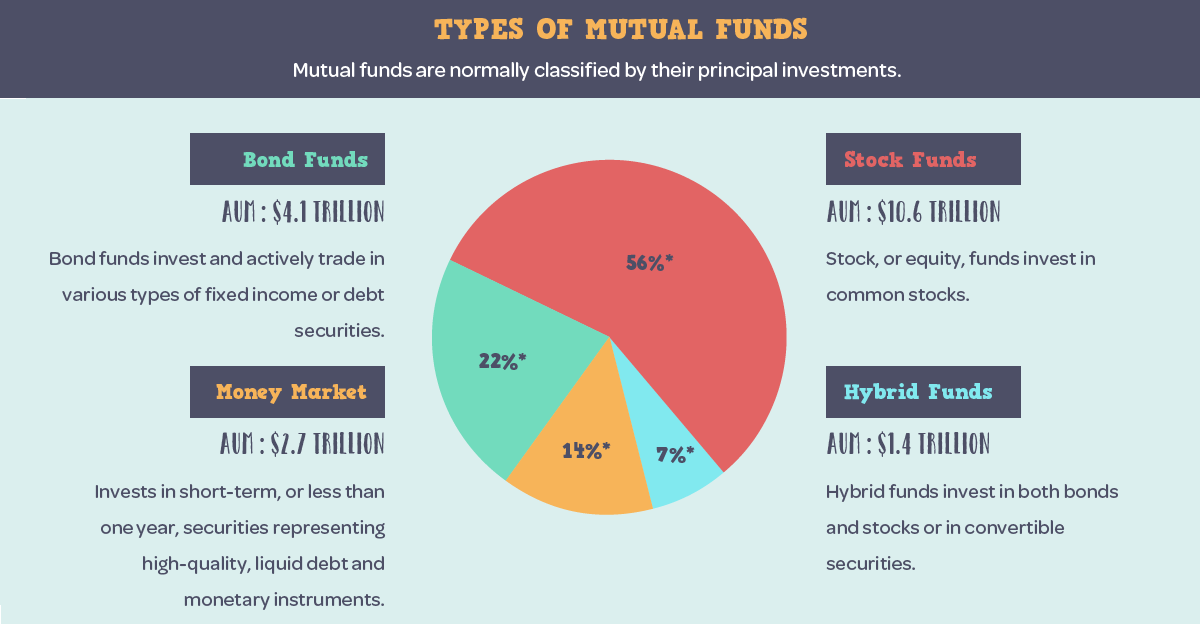 TYPES OF MUTUAL FUNDS
Mutual funds are normally classified by their principal investments.
Bond Funds
AUM : $4.1 TRILLION
Bond funds invest and actively trade in
various types of fixed income or debt
securities.
Money Market
AUM : $2.7 TRILLION
Invests in short-term, or less than
one year, securities representing
high-quality, liquid debt and
monetary instruments.
56%*
22%*
14%*
7%*
Stock Funds
AUM : $10.6 TRILLION
Stock, or equity, funds invest in
common stocks.
Hybrid Funds
AUM : $1.4 TRILLION
Hybrid funds invest in both bonds
and stocks or in convertible
securities.